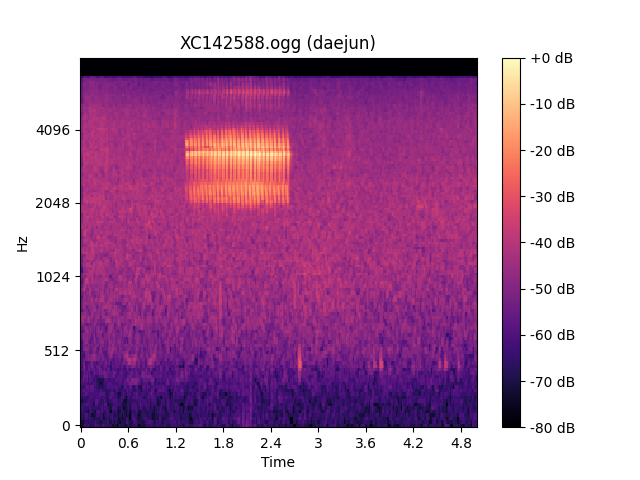 XC142588.ogg (daejun)
+0 dB
-10 dB
-20 dB
-30 dB
-40 dB
-50 dB
-60 dB
-70 dB
-80 dB
4096
2048
1024
512
0
Hz
0 0.6 1.2 1.8 2.4 3 3.6 4.2 4.8
Time